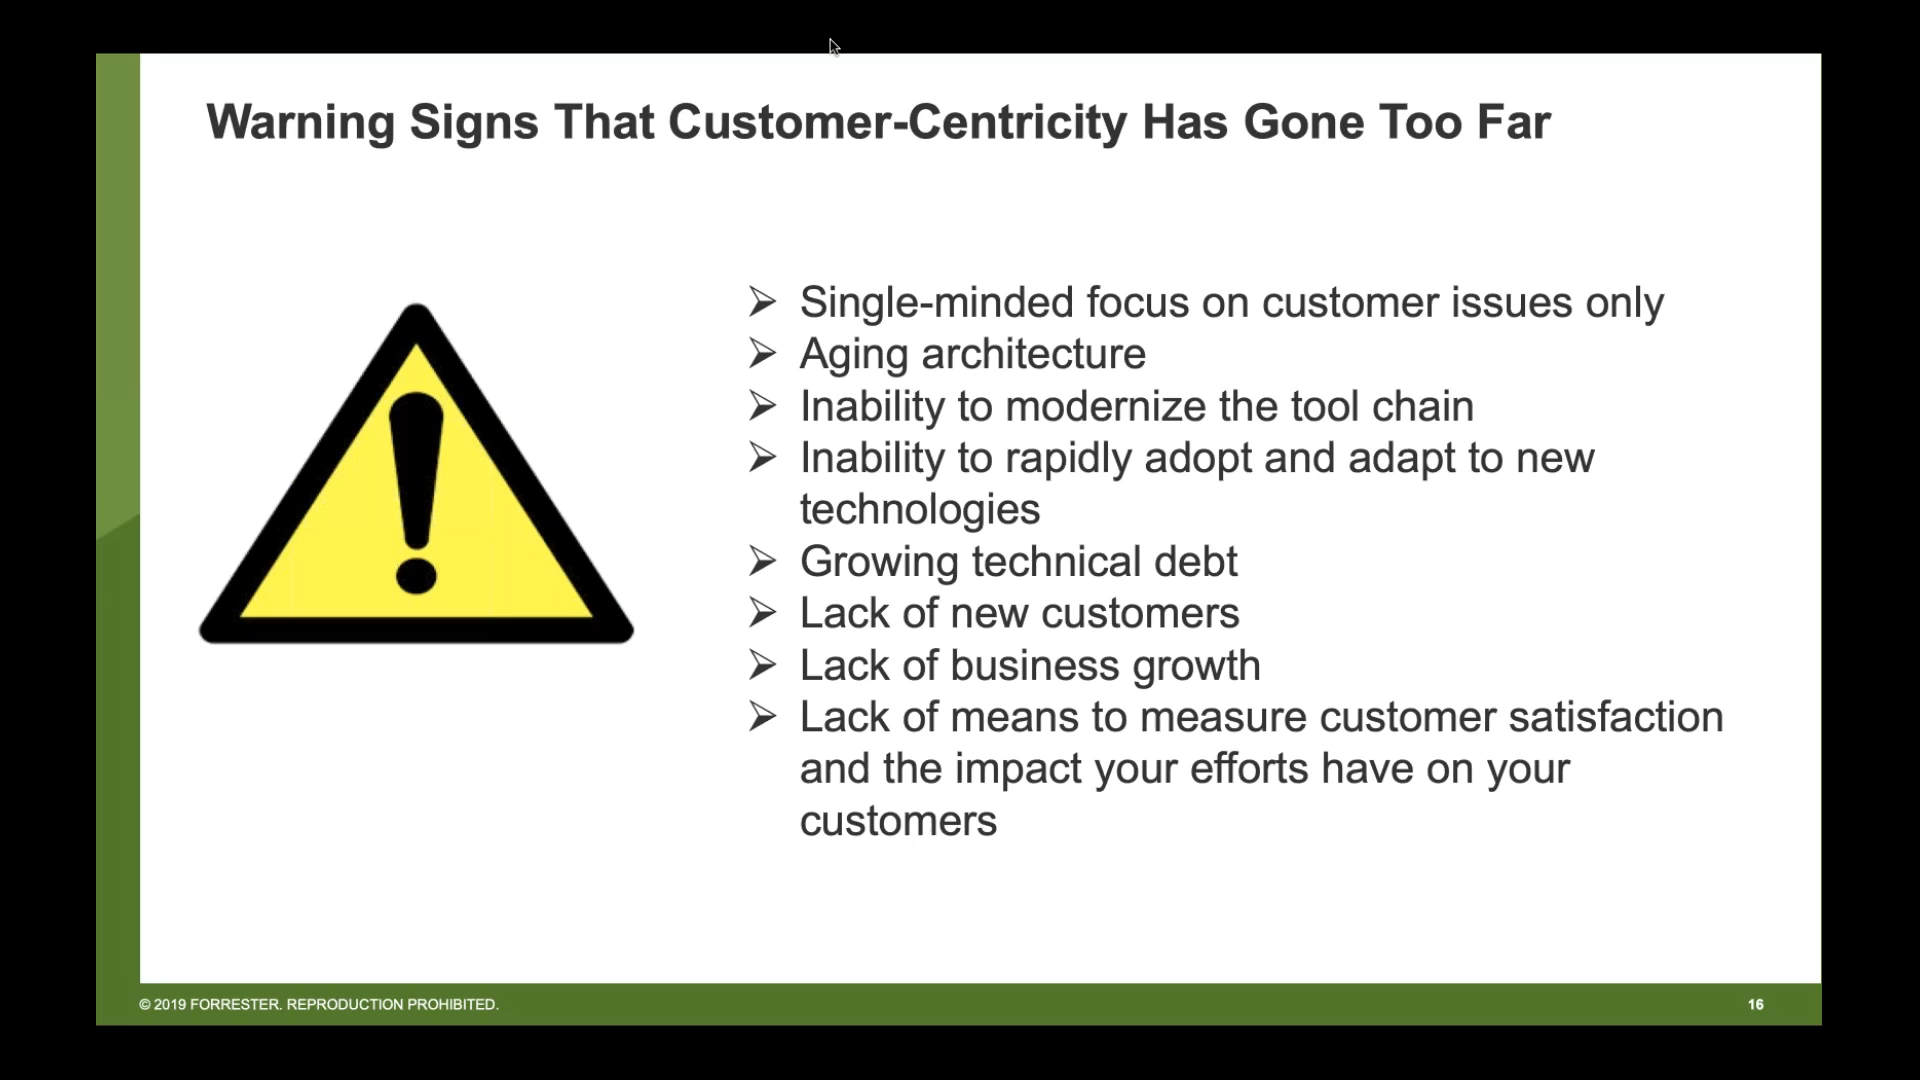 Warning Signs That Customer-Centricity Has Gone Too Far
➢ Single-minded focus on customer issues only
➢ Aging architecture
➢ Inability to modernize the tool chain
➢ Inability to rapidly adopt and adapt to new
technologies
➢ Growing technical debt
➢ Lack of new customers
➢ Lack of business growth
➢ Lack of means to measure customer satisfaction
and the impact your efforts have on your
customers
© 2019 FORRESTER. REPRODUCTION PROHIBITED.
16